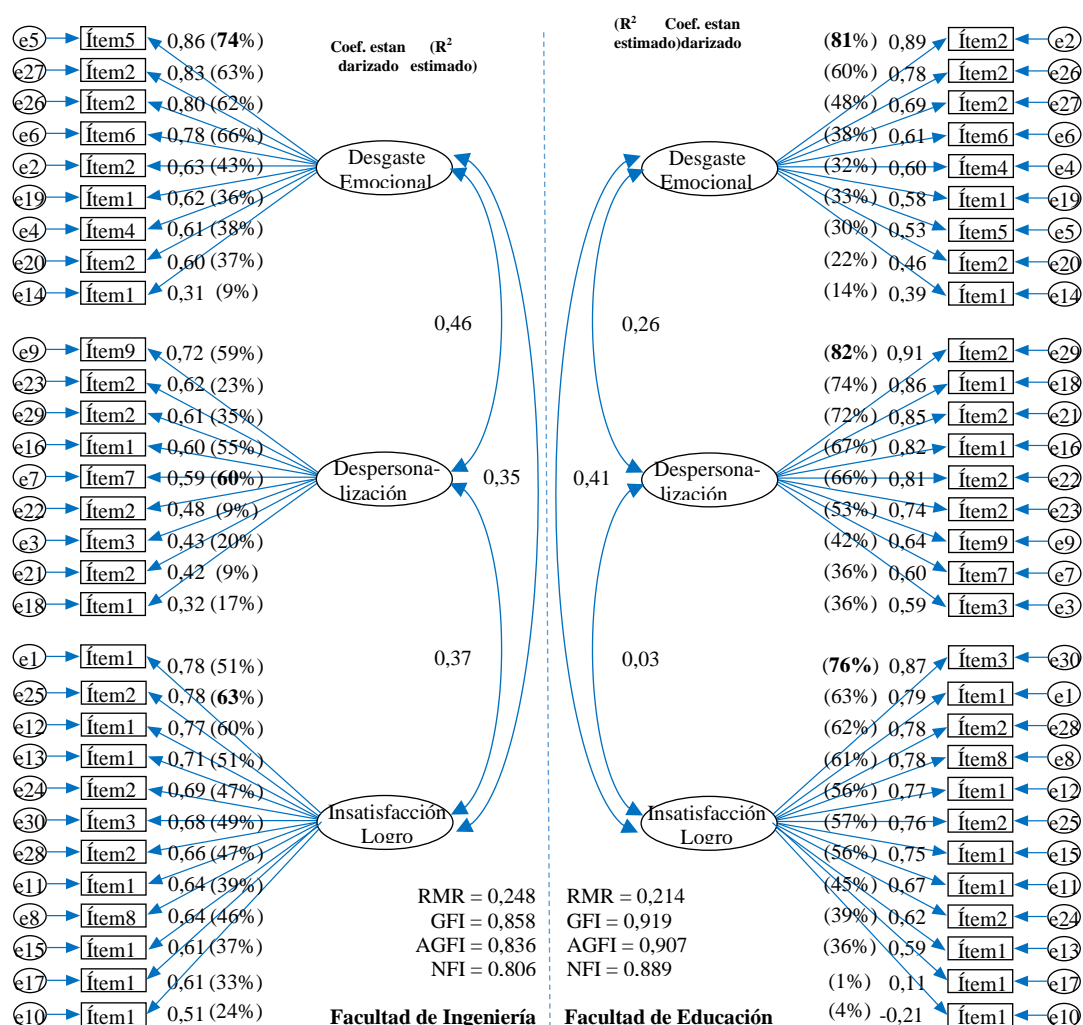 Coef. estan (R²
darizado estimado)
e5 Ítem5 0,86 (74%)
e27 Ítem2 0,83 (63%)
e26 Ítem2 0,80 (62%)
e6 Ítem6 0,78 (66%)
e2 Ítem2 0,63 (43%)
e19 Ítem1 0,62 (36%)
e4 Ítem4 0,61 (38%)
e20 Ítem2 0,60 (37%)
e14 Ítem1 0,31 (9%)
Desgaste
Emocional
0,46
e9 Ítem9 0,72 (59%)
e23 Ítem2 0,62 (23%)
e29 Ítem2 0,61 (35%)
e16 Ítem1 0,60 (55%)
e7 Ítem7 0,59 (60%)
e22 Ítem2 0,48 (9%)
e3 Ítem3 0,43 (20%)
e21 Ítem2 0,42 (9%)
e18 Ítem1 0,32 (17%)
Despersona-
lización
0,35
0,37
e1 Ítem1 0,78 (51%)
e25 Ítem2 0,78 (63%)
e12 Ítem1 0,77 (60%)
e13 Ítem1 0,71 (51%)
e24 Ítem2 0,69 (47%)
e30 Ítem3 0,68 (49%)
e28 Ítem2 0,66 (47%)
e11 Ítem1 0,64 (39%)
e8 Ítem8 0,64 (46%)
e15 Ítem1 0,61 (37%)
e17 Ítem1 0,61 (33%)
e10 Ítem1 0,51 (24%)
Insatisfacción
Logro
RMR = 0,248
GFI = 0,858
AGFI = 0,836
NFI = 0.806
Facultad de Ingeniería
(R² Coef. estan
estimado)darizado
(81%) 0,89 Ítem2 e2
(60%) 0,78 Ítem2 e26
(48%) 0,69 Ítem2 e27
(38%) 0,61 Ítem6 e6
(32%) 0,60 Ítem4 e4
(33%) 0,58 Ítem1 e19
(30%) 0,53 Ítem5 e5
(22%) 0,46 Ítem2 e20
(14%) 0,39 Ítem1 e14
Desgaste
Emocional
0,26
(82%) 0,91 Ítem2 e29
(74%) 0,86 Ítem1 e18
(72%) 0,85 Ítem2 e21
(67%) 0,82 Ítem1 e16
(66%) 0,81 Ítem2 e22
(53%) 0,74 Ítem2 e23
(42%) 0,64 Ítem9 e9
(36%) 0,60 Ítem7 e7
(36%) 0,59 Ítem3 e3
Despersona-
lización
0,41
0,03
(76%) 0,87 Ítem3 e30
(63%) 0,79 Ítem1 e1
(62%) 0,78 Ítem2 e28
(61%) 0,78 Ítem8 e8
(56%) 0,77 Ítem1 e12
(57%) 0,76 Ítem2 e25
(56%) 0,75 Ítem1 e15
(45%) 0,67 Ítem1 e11
(39%) 0,62 Ítem2 e24
(36%) 0,59 Ítem1 e13
(1%) 0,11 Ítem1 e17
(4%) -0,21 Ítem1 e10
Insatisfacción
Logro
RMR = 0,214
GFI = 0,919
AGFI = 0,907
NFI = 0.889
Facultad de Educación